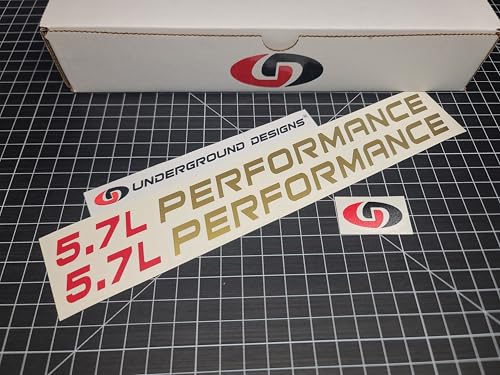 UNDERGROUND DESIGNS
5.7L PERFORMANCE
5.7L PERFORMANCE